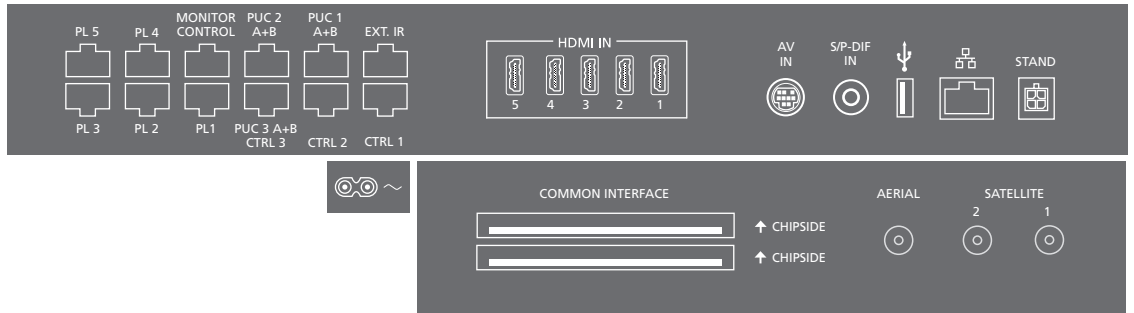 PL 5
PL 4
MONITOR
CONTROL
PUC 2
A+B
PUC 1
A+B
EXT. IR
PL 3
PL 2
PL1
PUC 3 A+B
CTRL 3
CTRL 2
CTRL 1
HDMI IN
5 4 3 2 1
AV
IN
S/P-DIF
IN
STAND
COMMON INTERFACE
CHIPSIDE
CHIPSIDE
AERIAL
SATELLITE
2 1